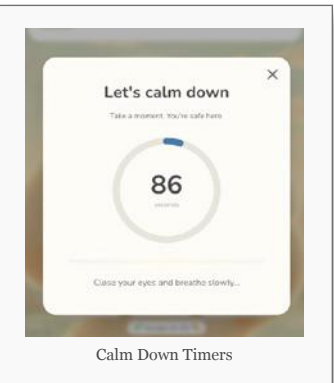 Let's calm down
Take a moment. You're safe here
86
seconds
Close your eyes and breathe slowly...
Calm Down Timers